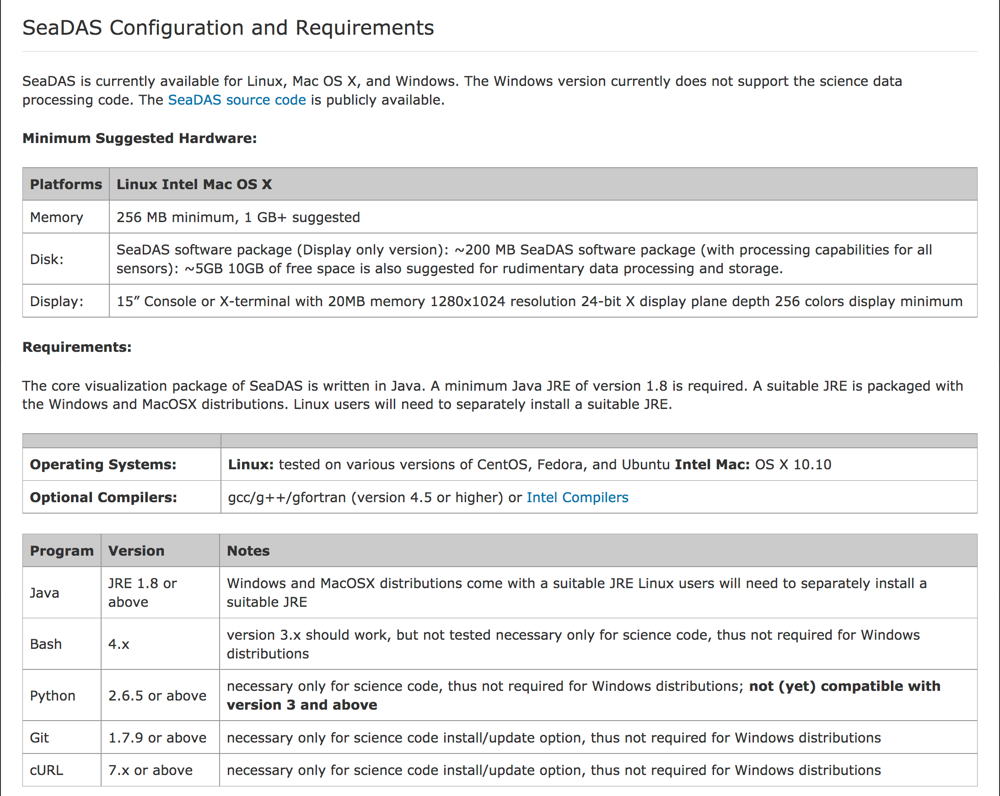 SeaDAS Configuration and Requirements
SeaDAS is currently available for Linux, Mac OS X, and Windows. The Windows version currently does not support the science data
processing code. The SeaDAS source code is publicly available.
Minimum Suggested Hardware:
Platforms Linux Intel Mac OS X
Memory 256 MB minimum, 1 GB+ suggested
Disk: SeaDAS software package (Display only version): ~200 MB SeaDAS software package (with processing capabilities for all
sensors): ~5GB 10GB of free space is also suggested for rudimentary data processing and storage.
Display: 15” Console or X-terminal with 20MB memory 1280x1024 resolution 24-bit X display plane depth 256 colors display minimum
Requirements:
The core visualization package of SeaDAS is written in Java. A minimum Java JRE of version 1.8 is required. A suitable JRE is packaged with
the Windows and MacOSX distributions. Linux users will need to separately install a suitable JRE.
Operating Systems: Linux: tested on various versions of CentOS, Fedora, and Ubuntu Intel Mac: OS X 10.10
Optional Compilers: gcc/g++/gfortran (version 4.5 or higher) or Intel Compilers
Program Version Notes
Java
JRE 1.8 or
above
Windows and MacOSX distributions come with a suitable JRE Linux users will need to separately install a
suitable JRE
Bash
4.x
version 3.x should work, but not tested necessary only for science code, thus not required for Windows
distributions
Python
2.6.5 or above
necessary only for science code, thus not required for Windows distributions; not (yet) compatible with
version 3 and above
Git 1.7.9 or above necessary only for science code install/update option, thus not required for Windows distributions
cURL 7.x or above necessary only for science code install/update option, thus not required for Windows distributions